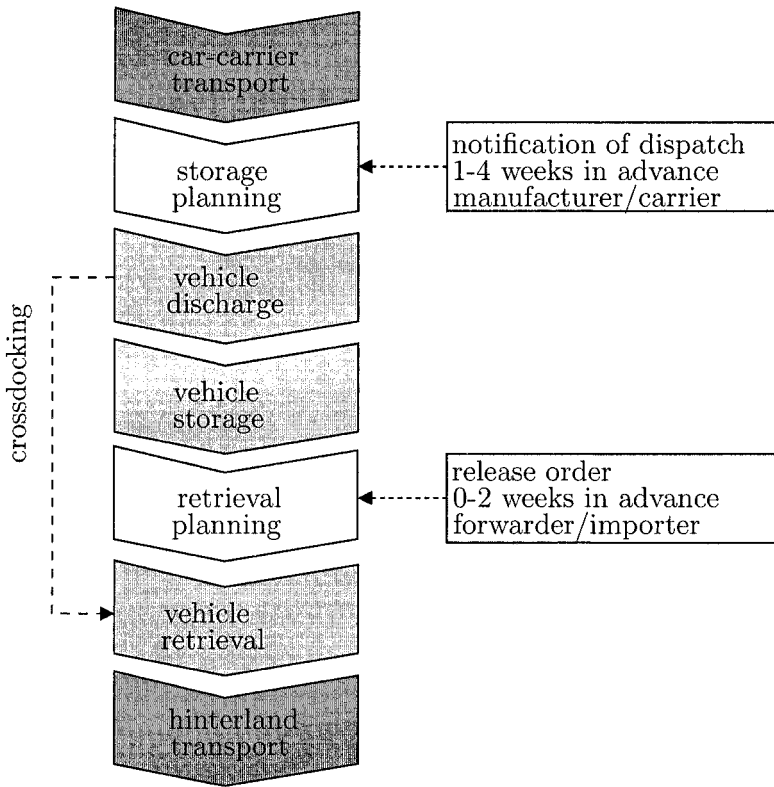 car-carrier
transport
storage
planning
notification of dispatch
1-4 weeks in advance
manufacturer/carrier
vehicle
discharge
crossdocking
vehicle
storage
retrieval
planning
release order
0-2 weeks in advance
forwarder/importer
vehicle
retrieval
hinterland
transport